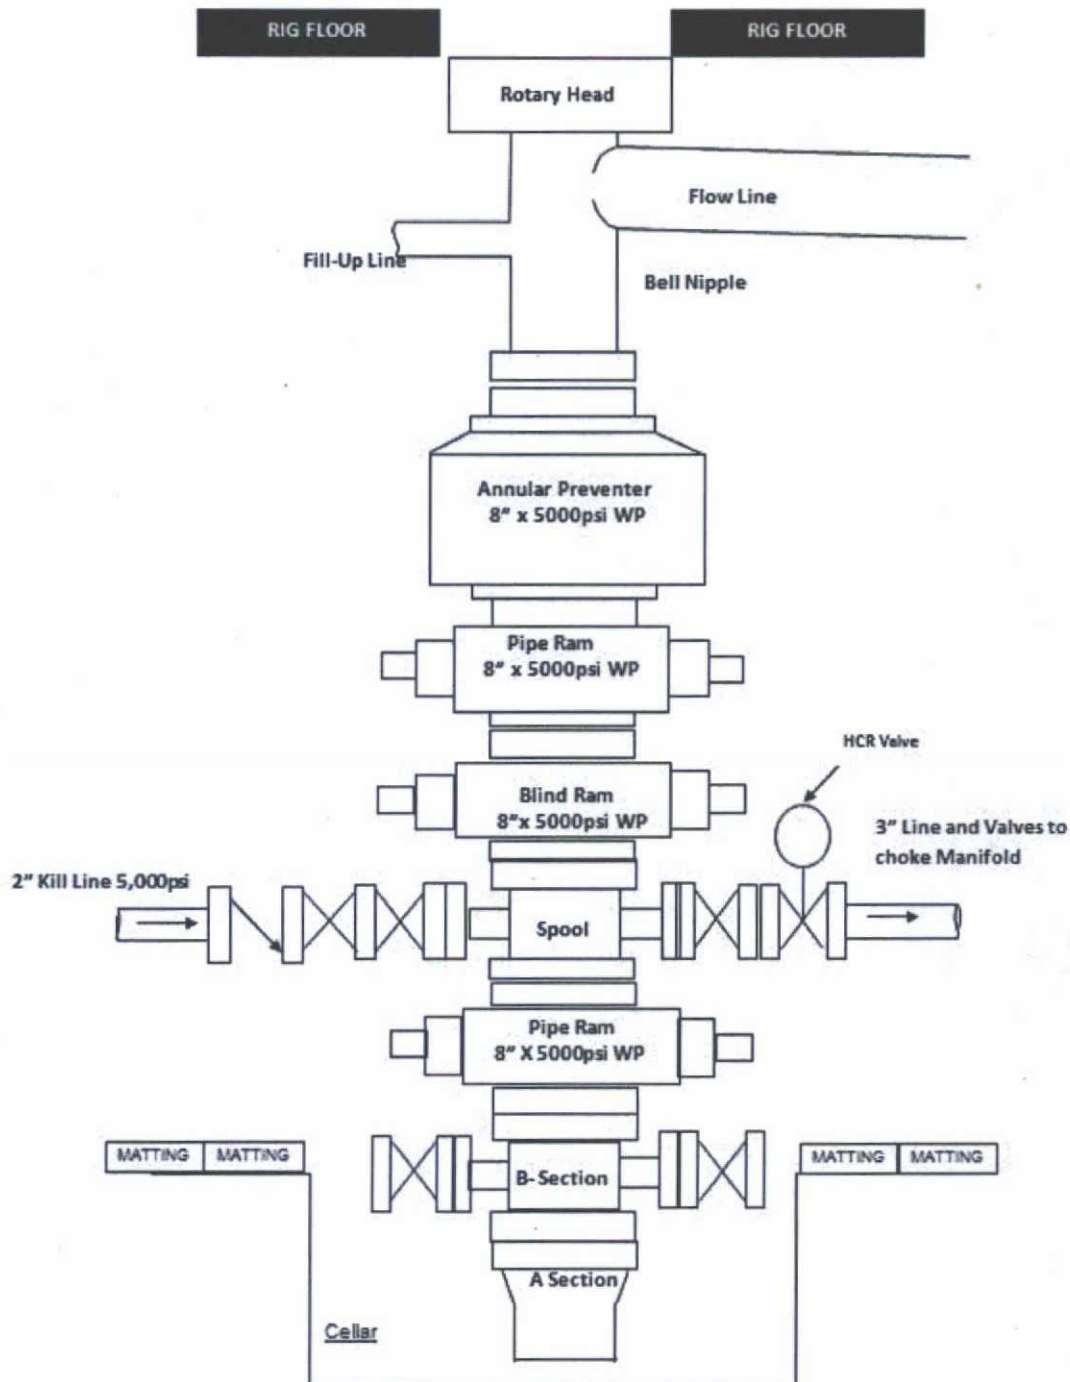 RIG FLOOR
RIG FLOOR
Rotary Head
Flow Line
Fill-Up Line
Bell Nipple
Annular Preventer
8" x 5000psi WP
Pipe Ram
8" x 5000psi WP
HCR Valve
Blind Ram
8"x 5000psi WP
3" Line and Valves to
choke Manifold
2" Kill Line 5,000psi
Spool
Pipe Ram
8" X 5000psi WP
MATTING
MATTING
MATTING
MATTING
B- Section
A Section
Cellar